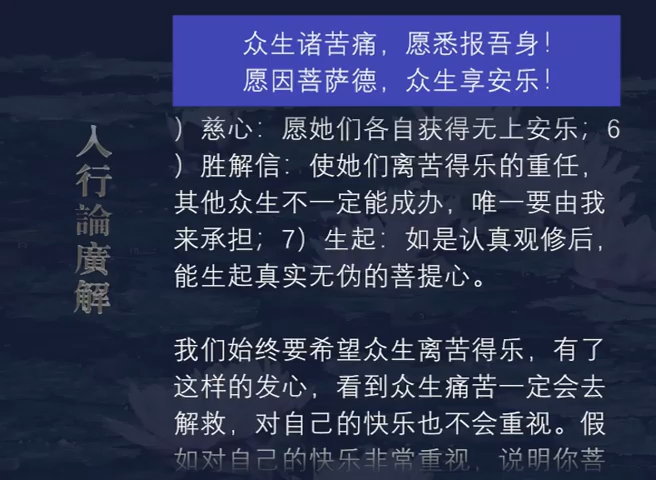 众生诸苦痛，愿悉报吾身！
愿因菩萨德，众生享安乐！
）慈心：愿她们各自获得无上安乐；6
）胜解信：使她们离苦得乐的重任，
其他众生不一定能成办，唯一要由我
来承担；7）生起：如是认真观修后，
能生起真实无伪的菩提心。
我们始终要希望众生离苦得乐，有了
这样的发心，看到众生痛苦一定会去
解救，对自己的快乐也不会重视。假
如对自己的快乐非常重视，说明你菩
入行論廣解